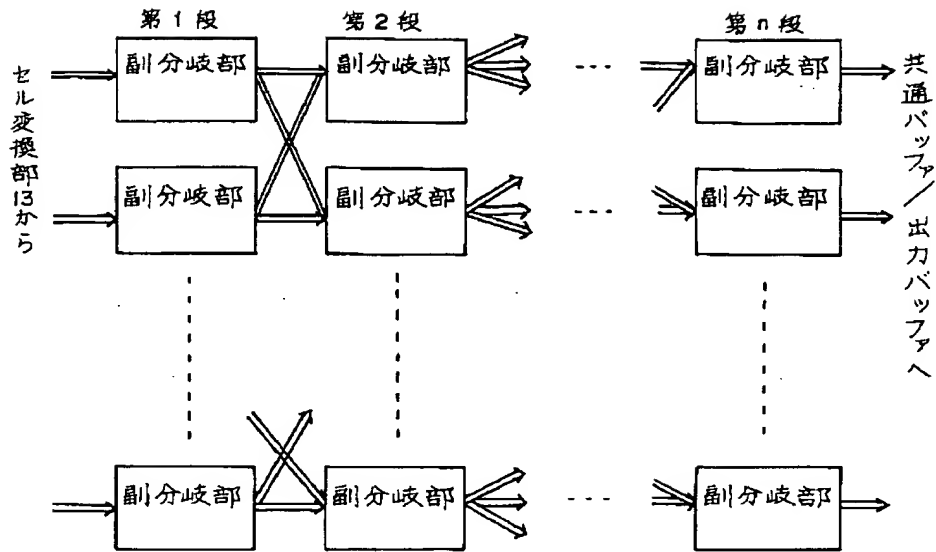 第1段
第2段
第n段
セル変換部13から
副分岐部
副分岐部
副分岐部
共通バッファ/出力バッファへ
副分岐部
副分岐部
副分岐部
副分岐部
副分岐部
副分岐部